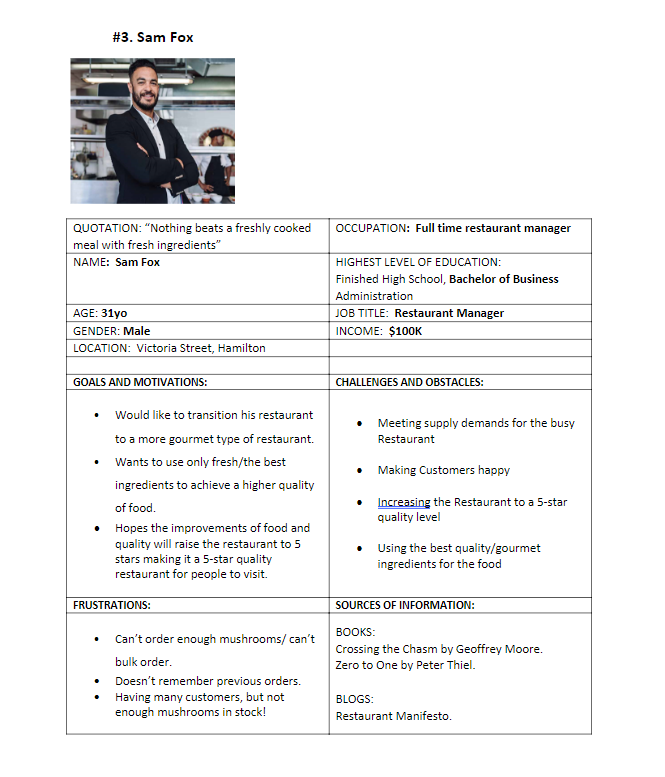 #3. Sam Fox
QUOTATION: “Nothing beats a freshly cooked
meal with fresh ingredients”
OCCUPATION: Full time restaurant manager
NAME: Sam Fox
HIGHEST LEVEL OF EDUCATION:
Finished High School, Bachelor of Business
Administration
AGE: 31yo
JOB TITLE: Restaurant Manager
GENDER: Male
INCOME: $100K
LOCATION: Victoria Street, Hamilton
GOALS AND MOTIVATIONS:
• Would like to transition his restaurant
to a more gourmet type of restaurant.
• Wants to use only fresh/the best
ingredients to achieve a higher quality
of food.
• Hopes the improvements of food and
quality will raise the restaurant to 5
stars making it a 5-star quality
restaurant for people to visit.
CHALLENGES AND OBSTACLES:
• Meeting supply demands for the busy
Restaurant
• Making Customers happy
• Increasing the Restaurant to a 5-star
quality level
• Using the best quality/gourmet
ingredients for the food
FRUSTRATIONS:
• Can’t order enough mushrooms/ can’t
bulk order.
• Doesn’t remember previous orders.
• Having many customers, but not
enough mushrooms in stock!
SOURCES OF INFORMATION:
BOOKS:
Crossing the Chasm by Geoffrey Moore.
Zero to One by Peter Thiel.
BLOGS:
Restaurant Manifesto.